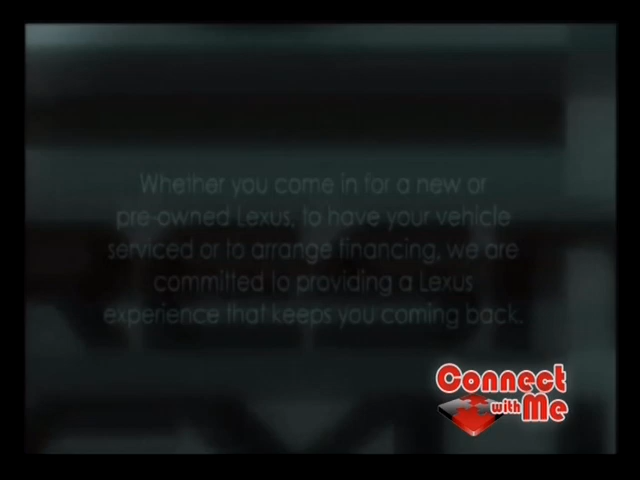 Whether you come in for a new or
pre-owned Lexus, to have your vehicle
serviced or to arrange financing, we are
committed to providing a Lexus
experience that keeps you coming back.
Connect
with Me